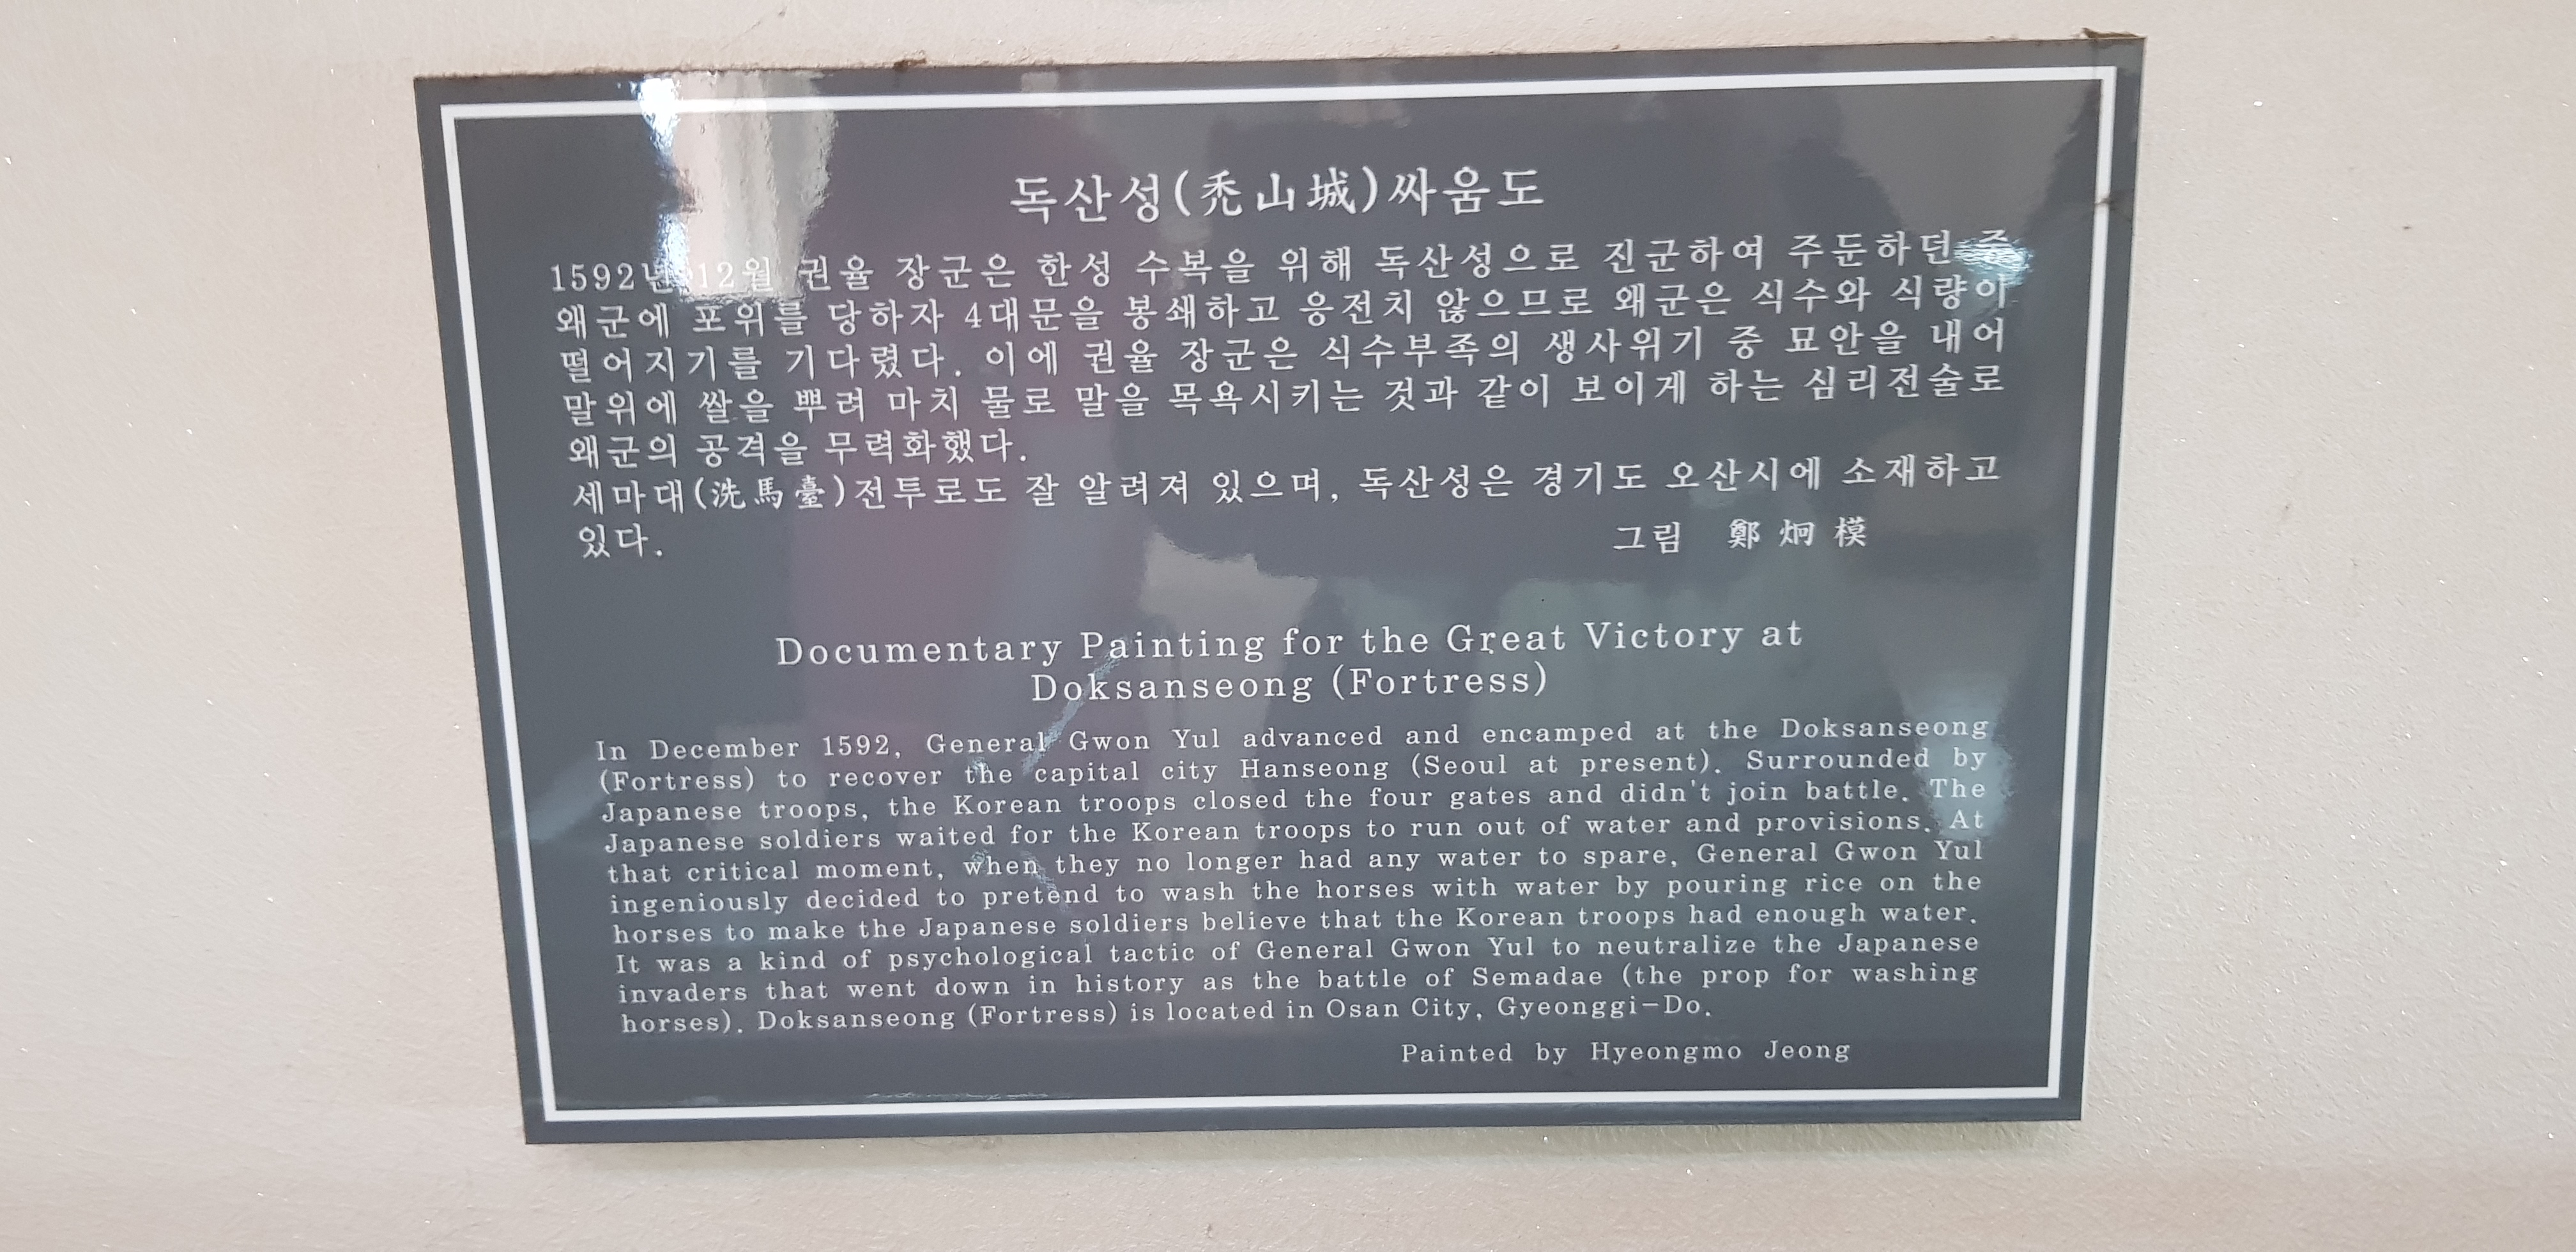 독산성(禿山城)싸움도
1592년 12월 권율 장군은 한성 수복을 위해 독산성으로 진군하여 주둔하던 중
왜군에 포위를 당하자 4대문을 봉쇄하고 응전치 않으므로 왜군은 식수와 식량이
떨어지기를 기다렸다. 이에 권율 장군은 식수부족의 생사위기 중 묘안을 내어
말위에 쌀을 뿌려 마치 물로 말을 목욕시키는 것과 같이 보이게 하는 심리전술로
왜군의 공격을 무력화했다.
세마대(洗馬臺)전투로도 잘 알려져 있으며, 독산성은 경기도 오산시에 소재하고
있다.
그림 鄭炯模
Documentary Painting for the Great Victory at
Doksanseong (Fortress)
In December 1592, General Gwon Yul advanced and encamped at the Doksanseong
(Fortress) to recover the capital city Hanseong (Seoul at present). Surrounded by
Japanese troops, the Korean troops closed the four gates and didn't join battle. The
Japanese soldiers waited for the Korean troops to run out of water and provisions. At
that critical moment, when they no longer had any water to spare, General Gwon Yul
ingeniously decided to pretend to wash the horses with water by pouring rice on the
horses to make the Japanese soldiers believe that the Korean troops had enough water.
It was a kind of psychological tactic of General Gwon Yul to neutralize the Japanese
invaders that went down in history as the battle of Semadae (the prop for washing
horses). Doksanseong (Fortress) is located in Osan City, Gyeonggi-Do.
Painted by Hyeongmo Jeong